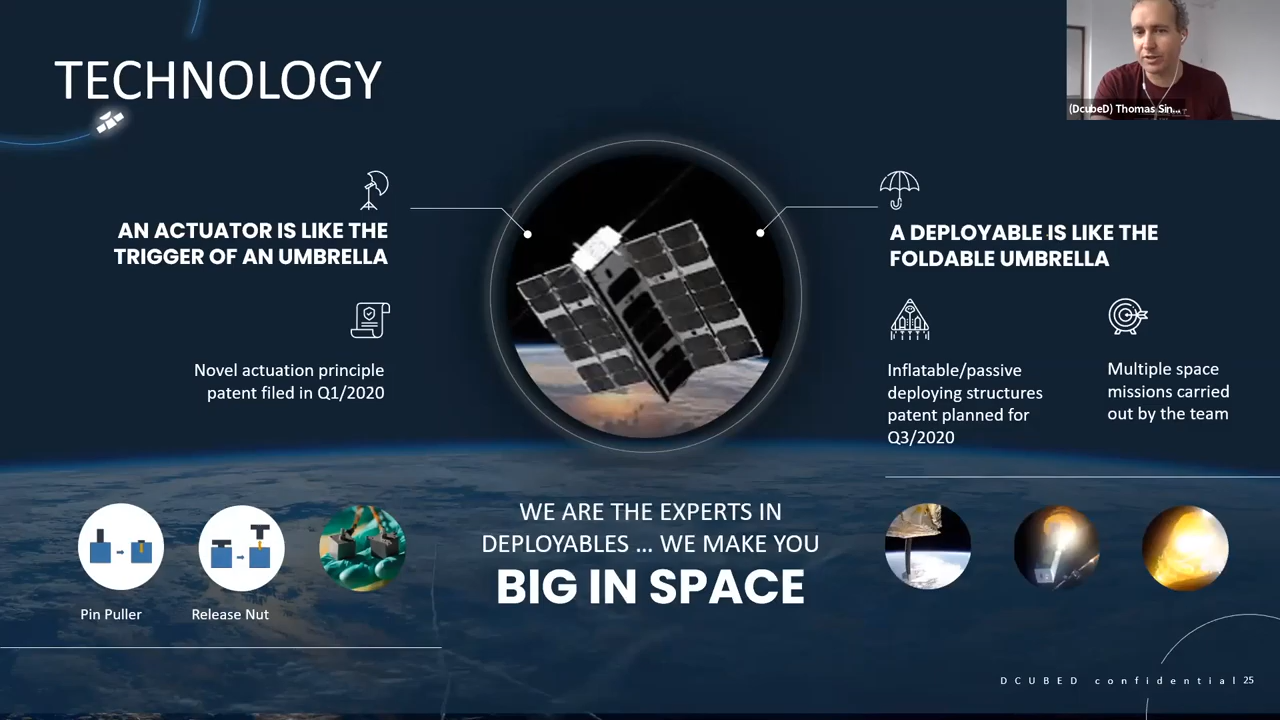 TECHNOLOGY
(DcubeD) Thomas Sin...
AN ACTUATOR IS LIKE THE
TRIGGER OF AN UMBRELLA
Novel actuation principle
patent filed in Q1/2020
A DEPLOYABLE IS LIKE THE
FOLDABLE UMBRELLA
Inflatable/passive
deploying structures
patent planned for
Q3/2020
Multiple space
missions carried
out by the team
Pin Puller
Release Nut
WE ARE THE EXPERTS IN
DEPLOYABLES ... WE MAKE YOU
BIG IN SPACE
DCUBED confidential 25